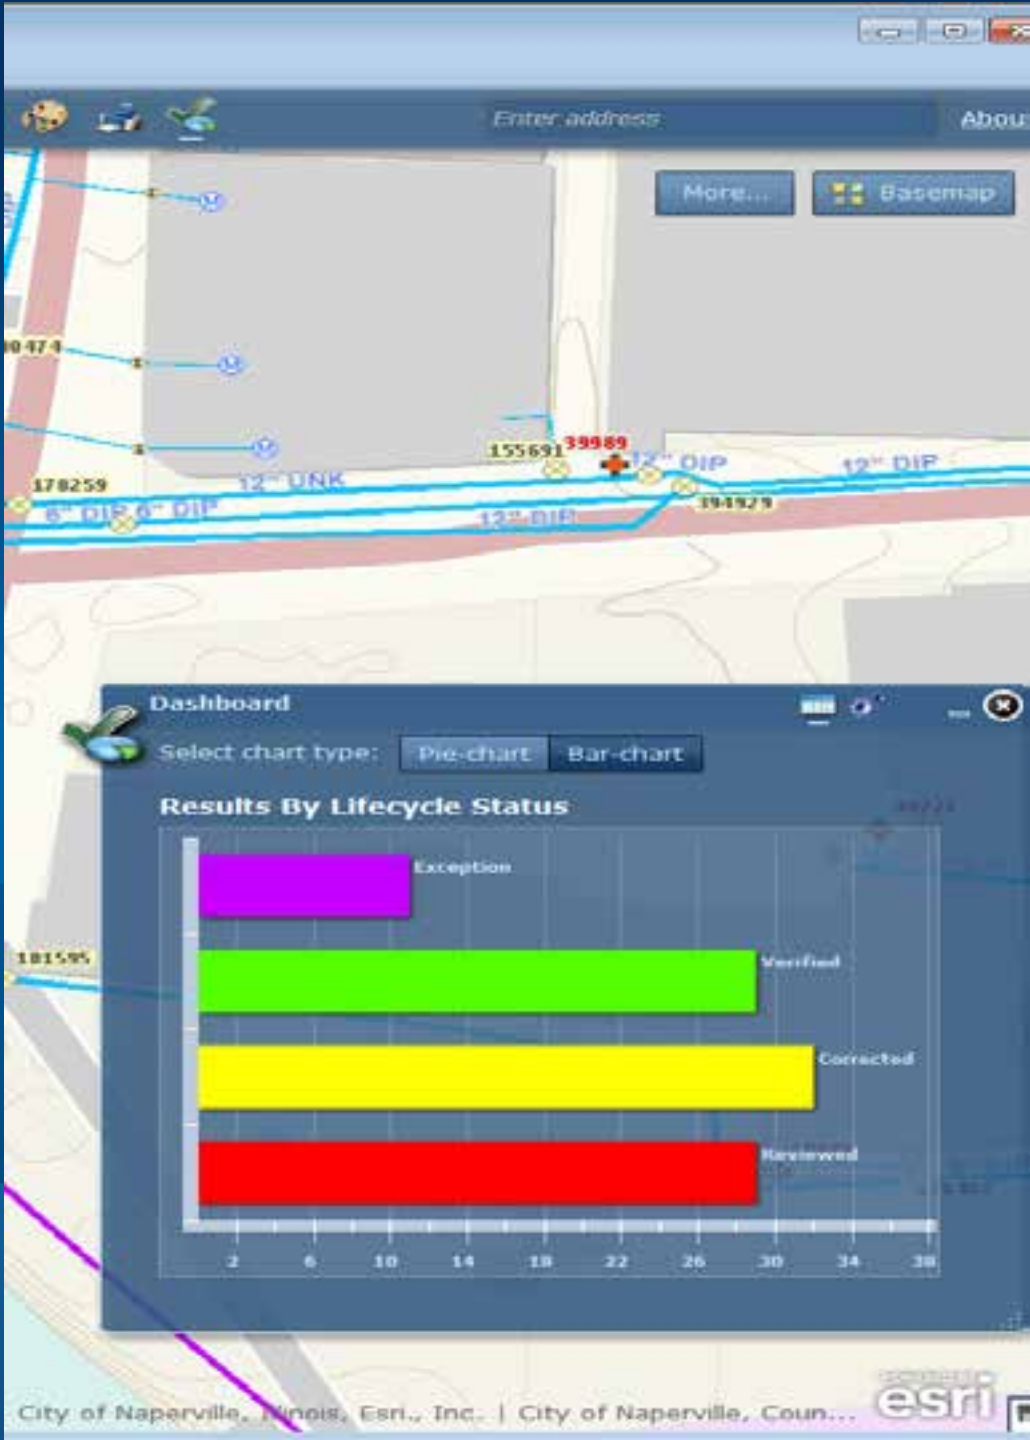 Enter address
More...
Basemap
155691
39989
12" DIP
12" DIP
178259
12" UNK
6" DIP 6" DIP
12" DIP
394929
Dashboard
Select chart type: Pie-chart Bar-chart
Results By Lifecycle Status
Exception
181595
Verified
Corrected
Reviewed
2 6 10 14 18 22 26 30 34 38
City of Naperville, Illinois, Esri., Inc. | City of Naperville, Coun...
esri